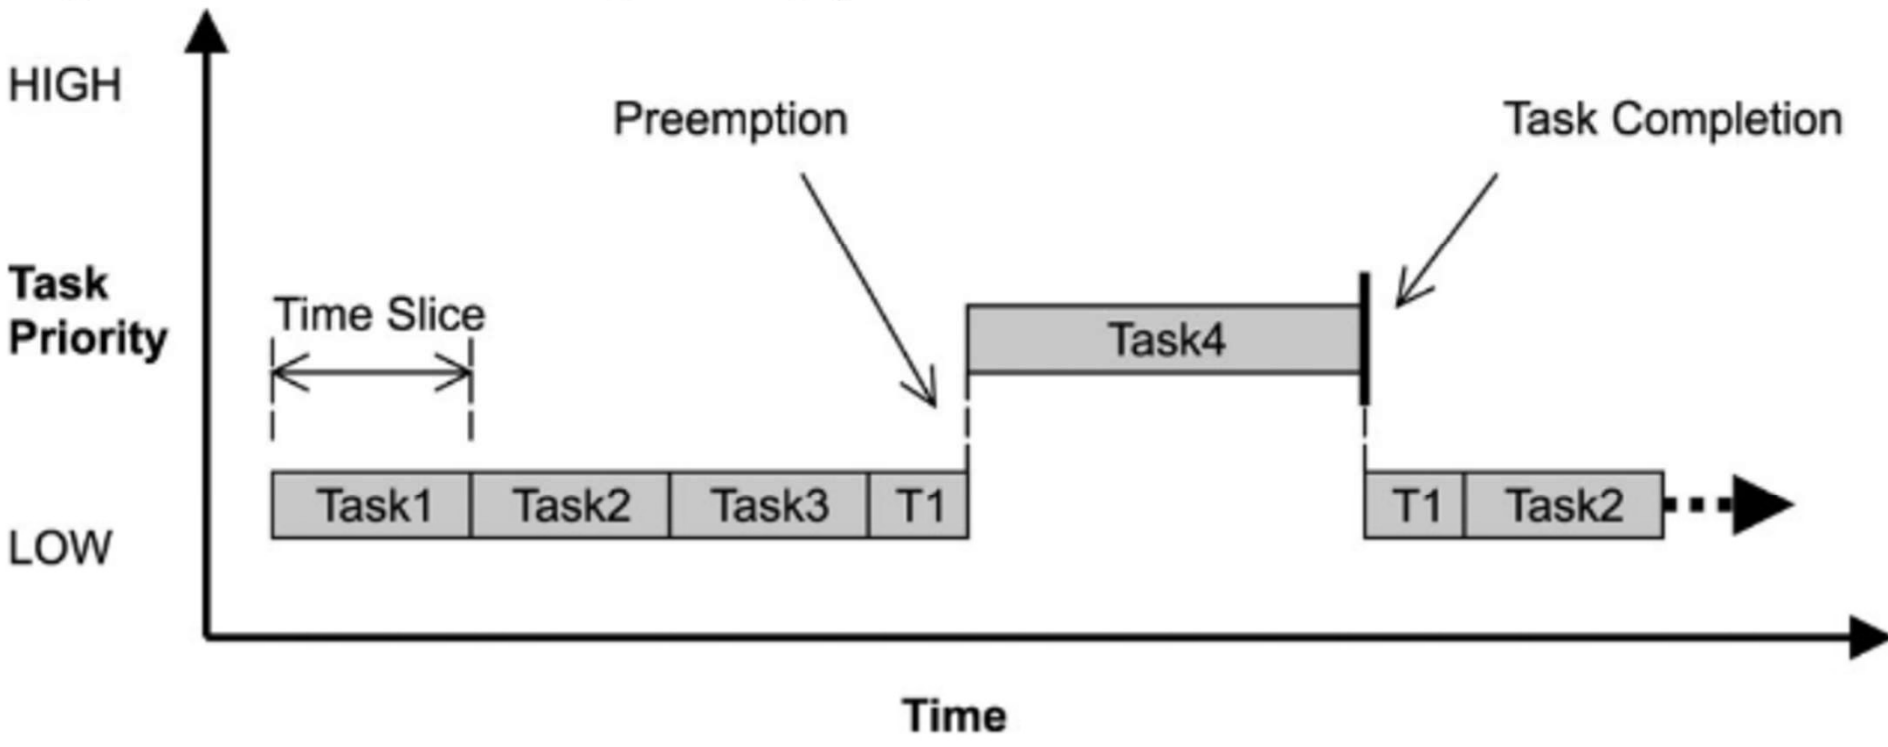 HIGH
Preemption
Task Completion
Task
Priority
Time Slice
Task4
Task1
Task2
Task3
T1
T1
Task2
LOW
Time